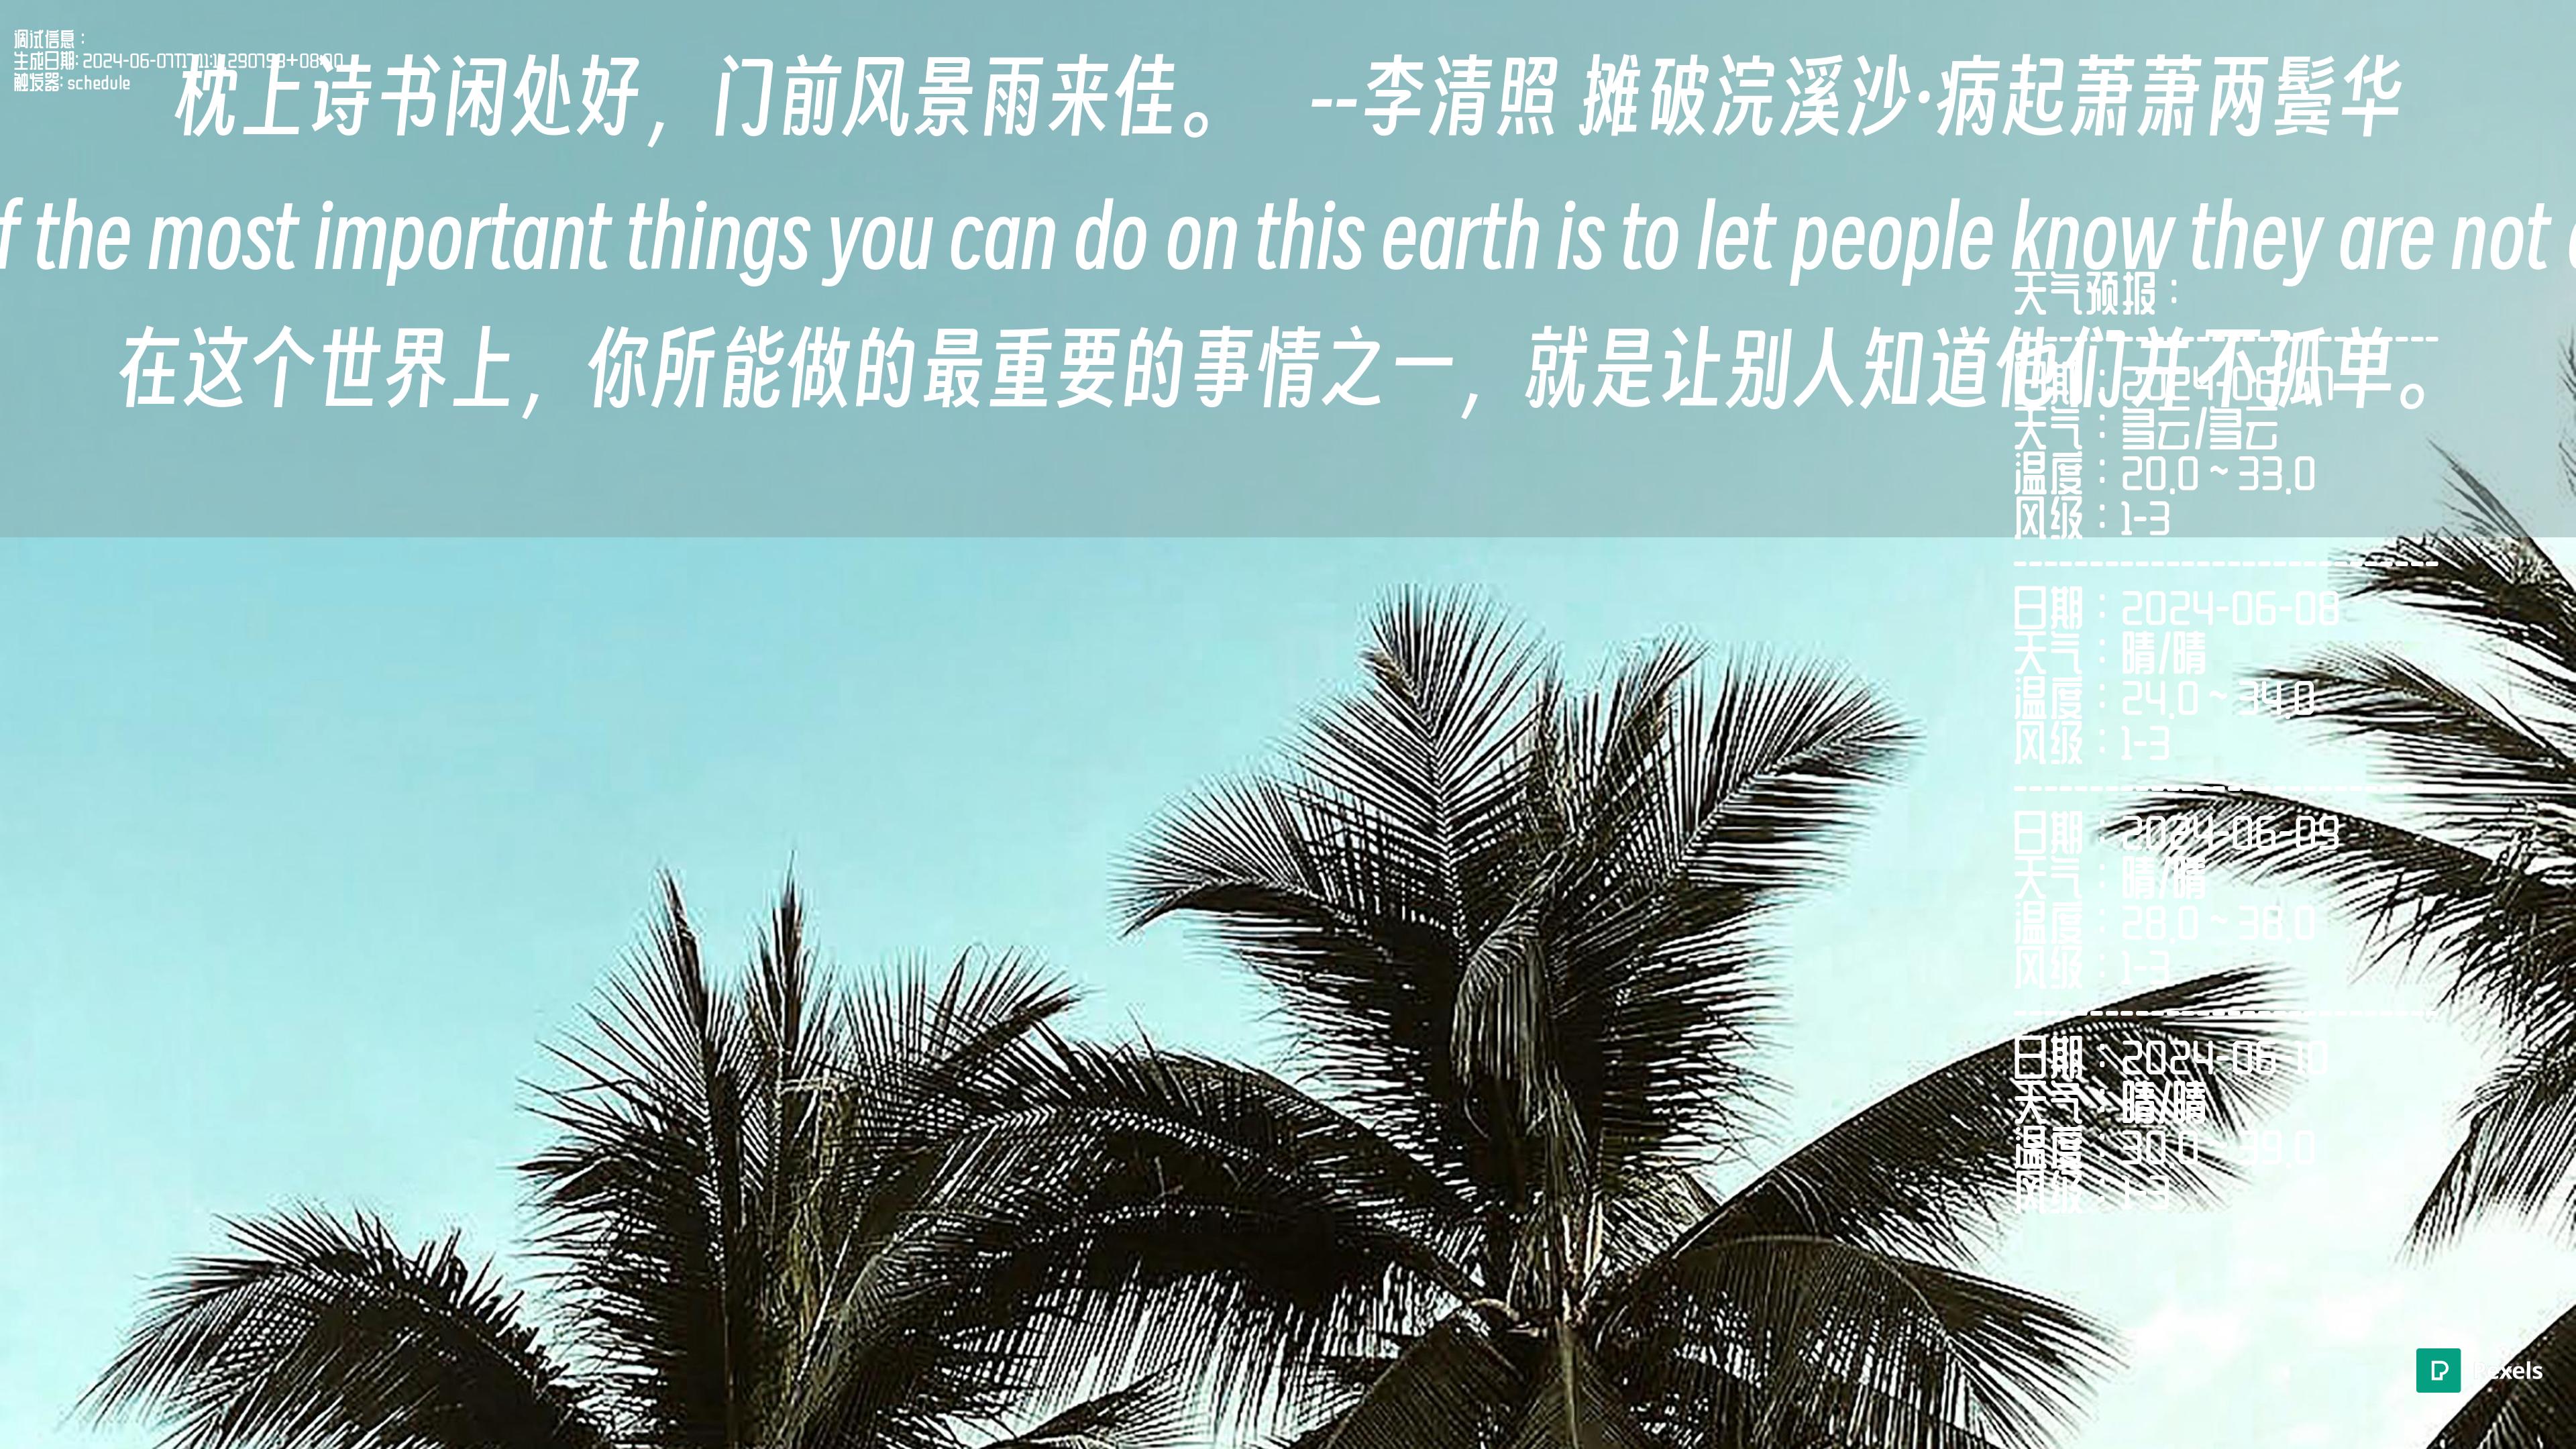 调试信息：
生成日期: 2024-06-07T17:11:11.290798+08:00
触发器: schedule
枕上诗书闲处好，门前风景雨来佳。 --李清照 摊破浣溪沙·病起萧萧两鬓华
the most important things you can do on this earth is to let people know they are not
在这个世界上，你所能做的最重要的事情之一，就是让别人知道他们并不孤单。
天气预报：
----------------------------
日期：2024-06-07
天气：多云/多云
温度：20.0 ~ 33.0
风级：1-3
----------------------------
日期：2024-06-08
天气：晴/晴
温度：24.0 ~ 34.0
风级：1-3
----------------------------
日期：2024-06-09
天气：晴/晴
温度：28.0 ~ 36.0
风级：1-3
----------------------------
日期：2024-06-10
天气：晴/晴
温度：30.0 ~ 39.0
风级：1-3
Pexels